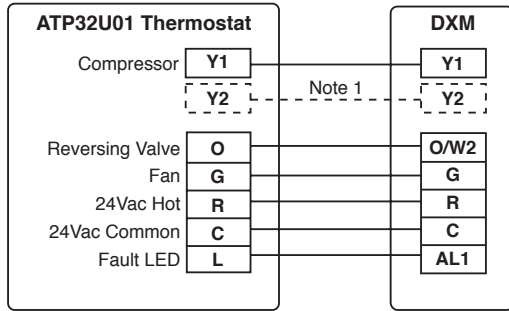 ATP32U01 Thermostat DXM
Compressor Y1 Y1
Y2 Note 1 Y2
Reversing Valve O O/W2
Fan G G
24Vac Hot R R
24Vac Common C C
Fault LED L AL1